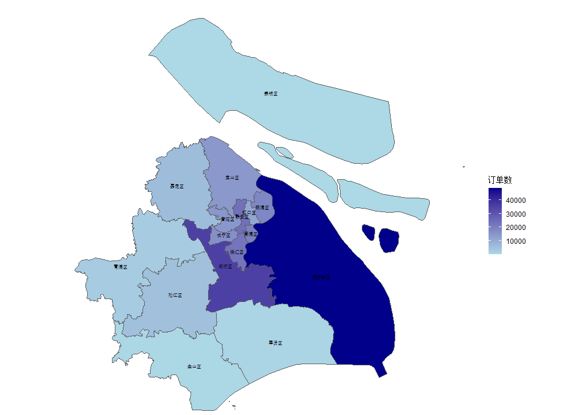 崇明区
订单数
40000
30000
20000
10000
宝山区
嘉定区
杨浦区
虹口区
普陀区
静安区
长宁区
黄浦区
徐汇区
闵行区
浦东新区
青浦区
松江区
奉贤区
金山区